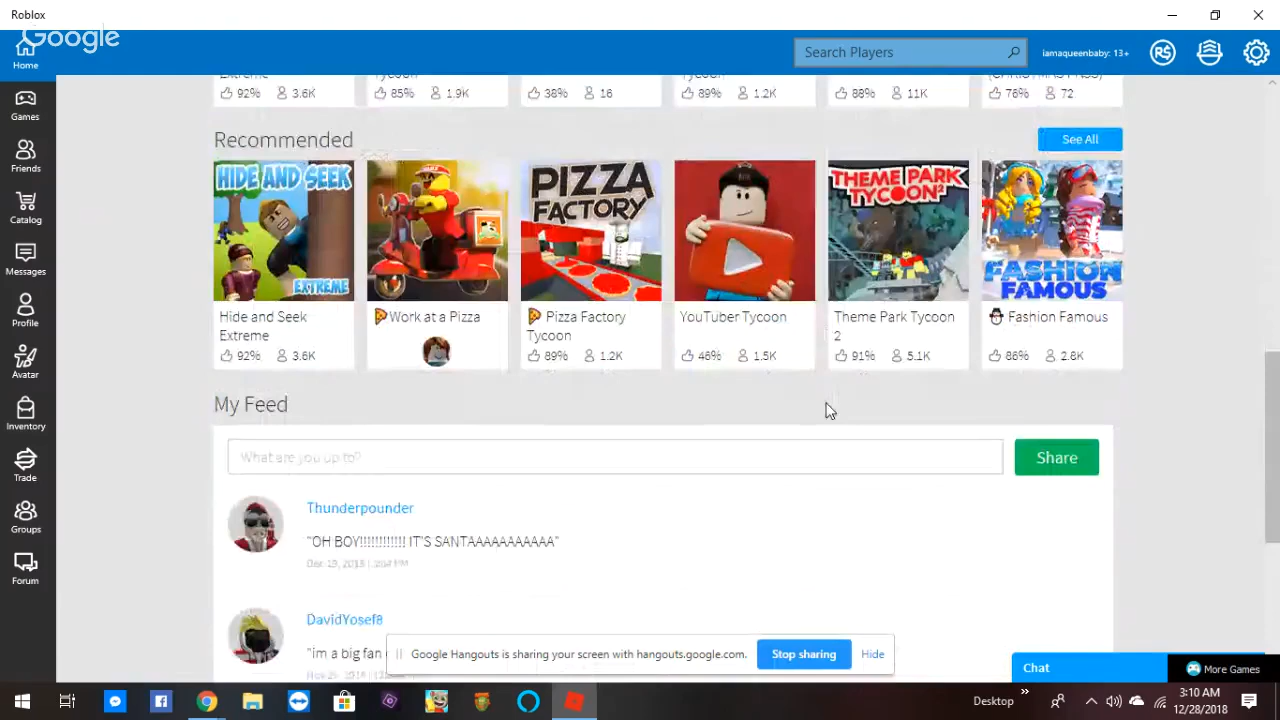 Roblox
Google
Home
Search Players
iamaqueenbaby: 13+
R$
Games
Friends
Catalog
Messages
Profile
Avatar
Inventory
Trade
Groups
Forum
92% 3.6K
85% 1.9K
38% 16
89% 1.2K
88% 11K
76% 72
Recommended
See All
HIDE AND SEEK
EXTREME
PIZZA
FACTORY
THEME PARK
TYCOON2
FASHION
FAMOUS
Hide and Seek
Extreme
92% 3.6K
Work at a Pizza
Pizza Factory
Tycoon
89% 1.2K
YouTuber Tycoon
46% 1.5K
Theme Park Tycoon
2
91% 5.1K
Fashion Famous
86% 2.8K
My Feed
What are you up to?
Share
Thunderpounder
"OH BOY!!!!!!!!!!!! IT'S SANTAAAAAAAAAAA"
DavidYosef8
"im a big fan
Google Hangouts is sharing your screen with hangouts.google.com.
Stop sharing
Hide
Chat
More Games
Desktop
3:10 AM
12/28/2018